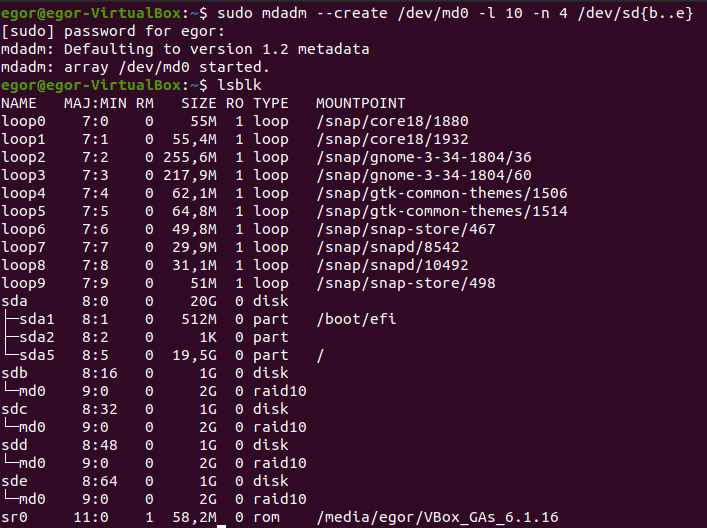 egor@egor-VirtualBox:~$ sudo mdadm --create /dev/md0 -l 10 -n 4 /dev/sd{b..e}
[sudo] password for egor:
mdadm: Defaulting to version 1.2 metadata
mdadm: array /dev/md0 started.
egor@egor-VirtualBox:~$ lsblk
NAME   MAJ:MIN RM   SIZE RO TYPE   MOUNTPOINT
loop0    7:0    0    55M  1 loop   /snap/core18/1880
loop1    7:1    0  55,4M  1 loop   /snap/core18/1932
loop2    7:2    0 255,6M  1 loop   /snap/gnome-3-34-1804/36
loop3    7:3    0 217,9M  1 loop   /snap/gnome-3-34-1804/60
loop4    7:4    0  62,1M  1 loop   /snap/gtk-common-themes/1506
loop5    7:5    0  64,8M  1 loop   /snap/gtk-common-themes/1514
loop6    7:6    0  49,8M  1 loop   /snap/snap-store/467
loop7    7:7    0  29,9M  1 loop   /snap/snapd/8542
loop8    7:8    0  31,1M  1 loop   /snap/snapd/10492
loop9    7:9    0    51M  1 loop   /snap/snap-store/498
sda      8:0    0    20G  0 disk
├─sda1   8:1    0   512M  0 part   /boot/efi
├─sda2   8:2    0     1K  0 part
└─sda5   8:5    0  19,5G  0 part   /
sdb      8:16   0     1G  0 disk
└─md0    9:0    0     2G  0 raid10
sdc      8:32   0     1G  0 disk
└─md0    9:0    0     2G  0 raid10
sdd      8:48   0     1G  0 disk
└─md0    9:0    0     2G  0 raid10
sde      8:64   0     1G  0 disk
└─md0    9:0    0     2G  0 raid10
sr0     11:0    1  58,2M  0 rom    /media/egor/VBox_GAs_6.1.16